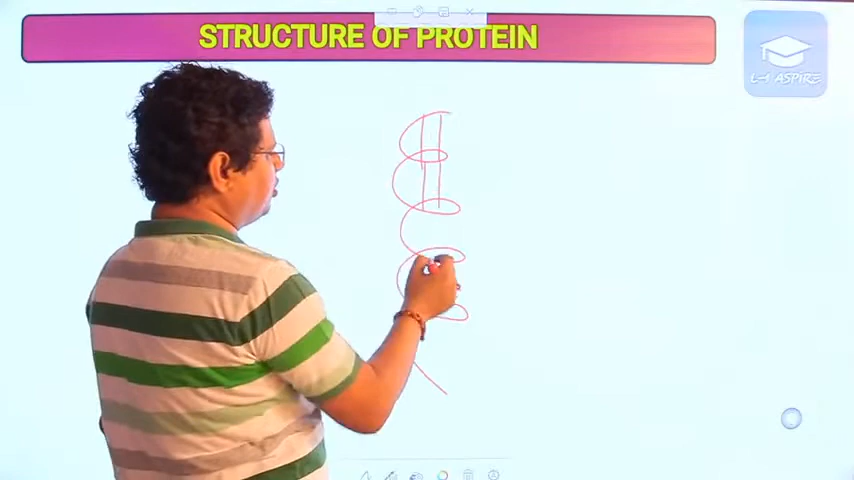 STRUCTURE OF PROTEIN
L-1 ASPIRE